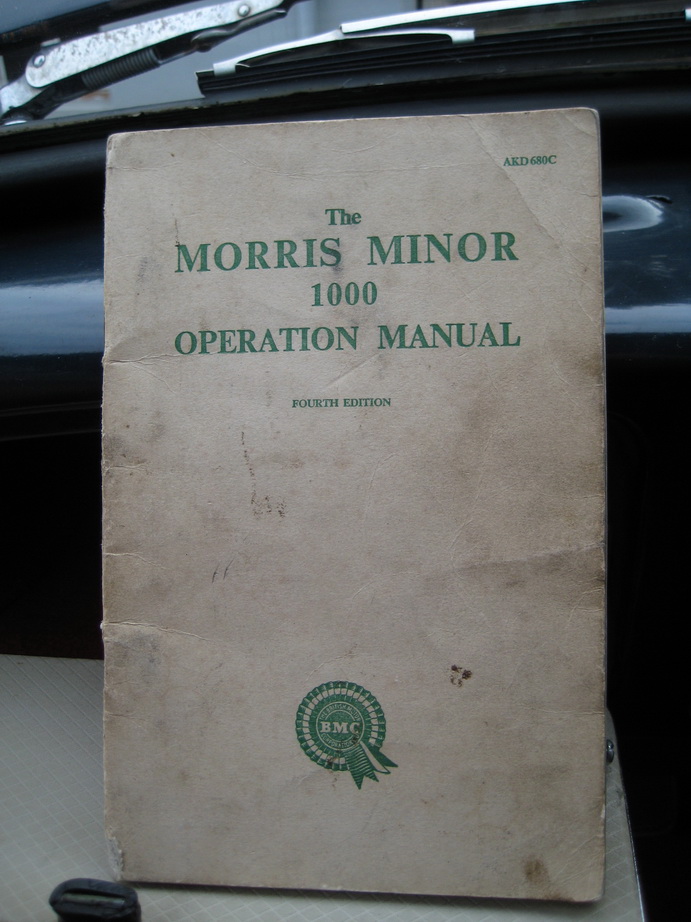 AKD 680C
The
MORRIS MINOR
1000
OPERATION MANUAL
FOURTH EDITION
BMC